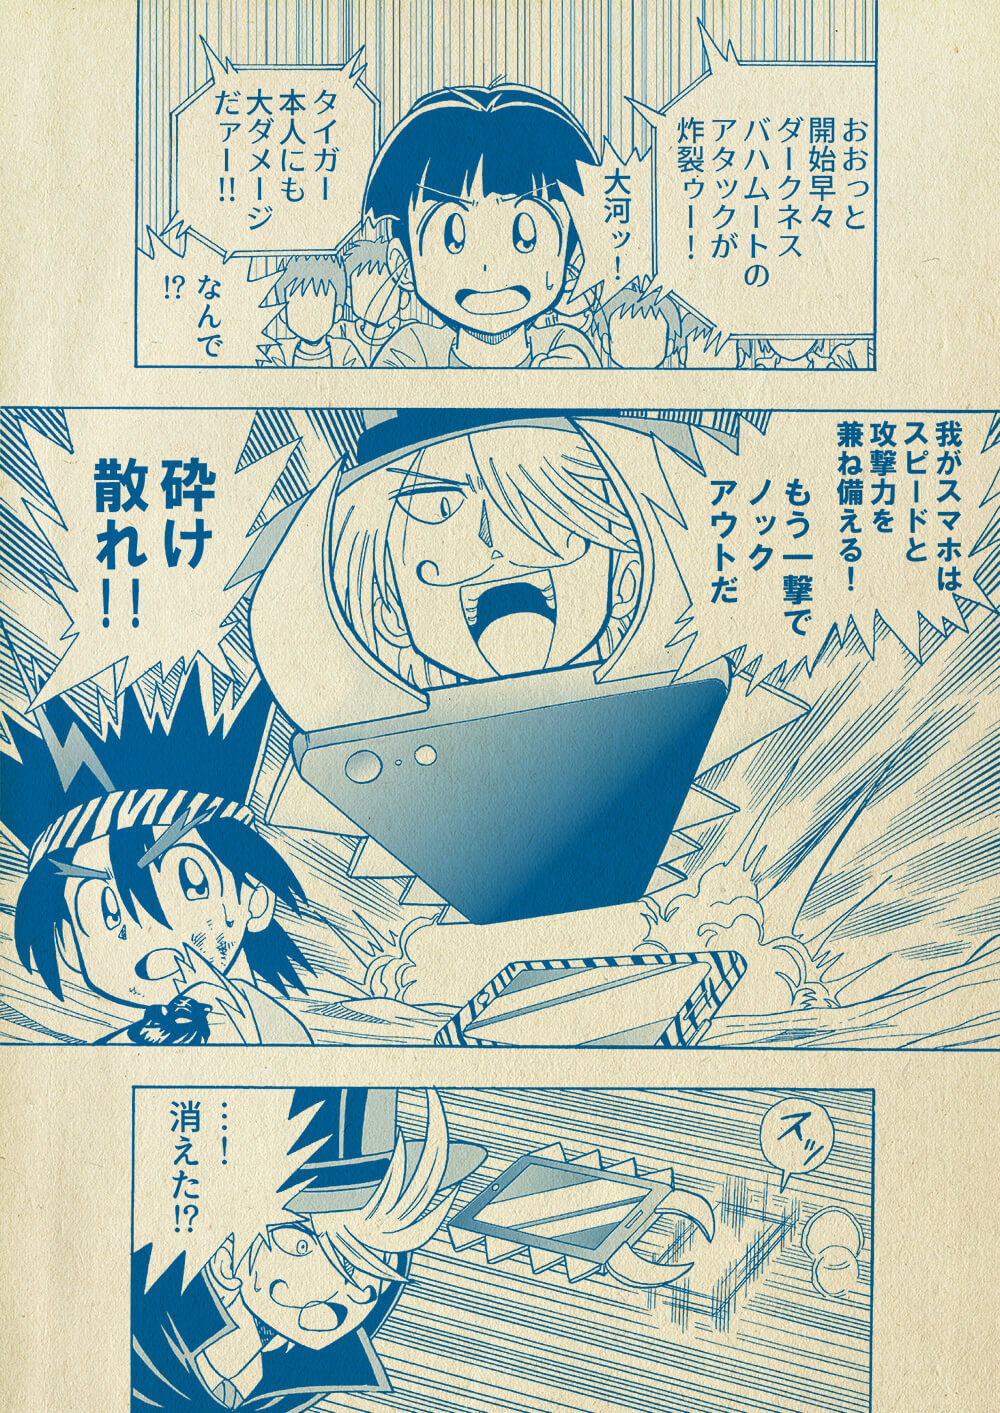 おおっと
開始早々
ダークネス
バハムートの
アタックが
炸裂ゥー！
大河ッ！
タイガー
本人にも
大ダメージ
だァー!!
なんで
!?
我がスマホは
スピードと
攻撃力を
兼ね備える！
もう一撃で
ノック
アウトだ
砕け
散れ!!
スッ
…！
消えた!?